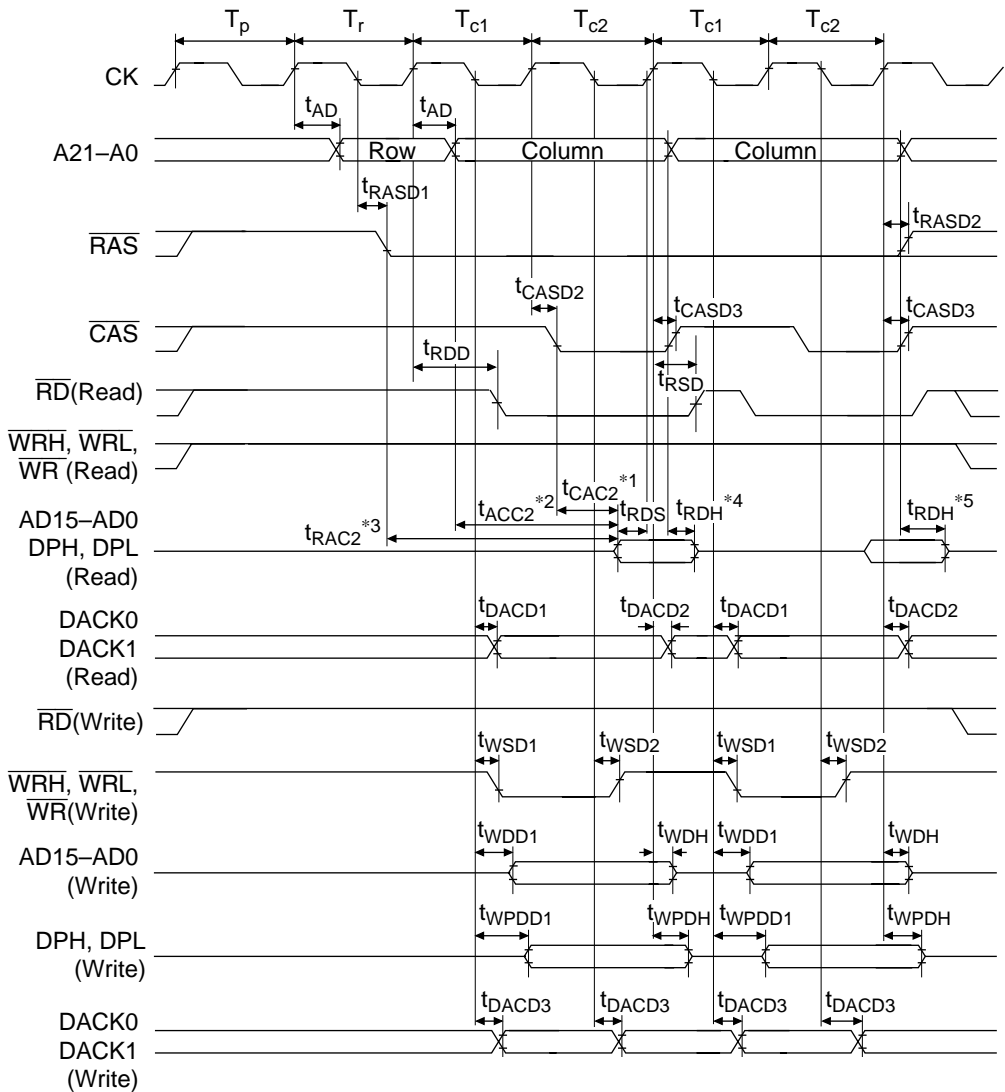 Tp Tr Tc1 Tc2 Tc1 Tc2
CK
tAD tAD
A21–A0 Row Column Column
tRASD1
tRASD2
RAS
tCASD2 tCASD3 tCASD3
CAS
tRDD tRSD
RD(Read)
WRH, WRL,
WR (Read)
tCAC2*1
tACC2*2 tRDS tRDH*4 tRDH*5
tRAC2*3
AD15–AD0
DPH, DPL
(Read)
tDACD1 tDACD2 tDACD1 tDACD2
DACK0
DACK1
(Read)
RD(Write)
tWSD1 tWSD2 tWSD1 tWSD2
WRH, WRL,
WR(Write)
tWDD1 tWDH tWDD1 tWDH
AD15–AD0
(Write)
tWPDD1 tWPDH tWPDD1 tWPDH
DPH, DPL
(Write)
tDACD3 tDACD3 tDACD3 tDACD3
DACK0
DACK1
(Write)